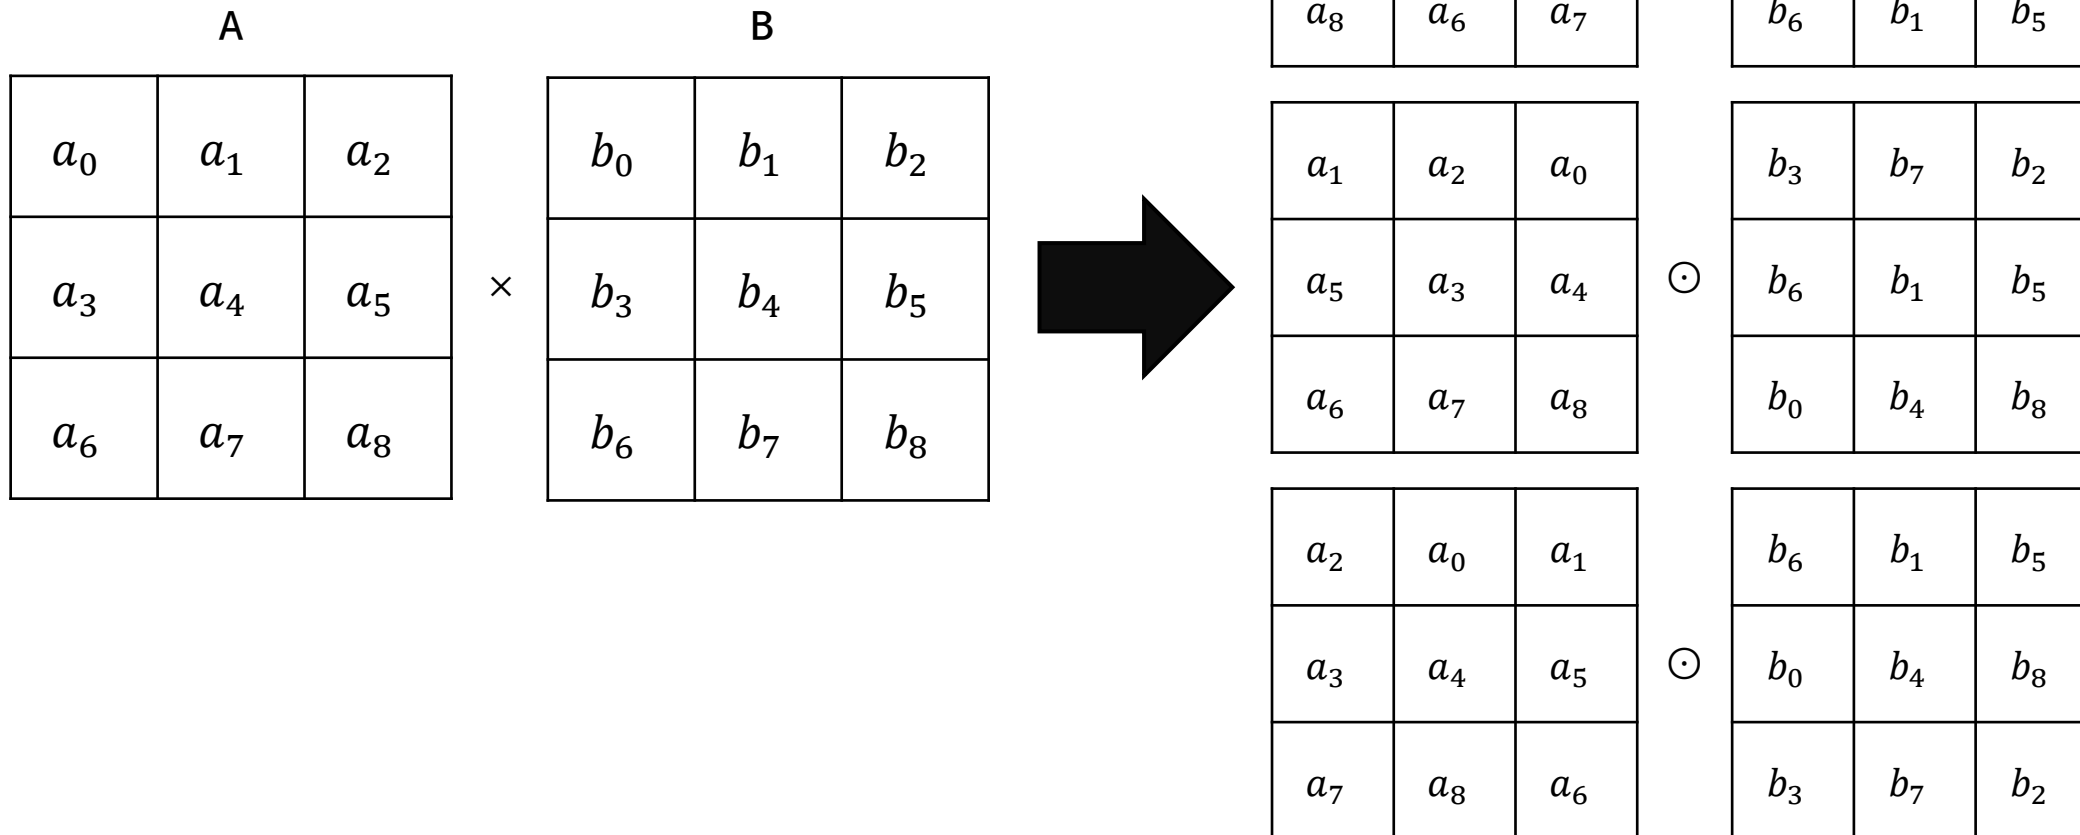 A B
a₀ a₁ a₂
a₃ a₄ a₅
a₆ a₇ a₈
×
b₀ b₁ b₂
b₃ b₄ b₅
b₆ b₇ b₈
a₈ a₆ a₇ b₆ b₁ b₅
a₁ a₂ a₀ b₃ b₇ b₂
a₅ a₃ a₄ ⊙ b₆ b₁ b₅
a₆ a₇ a₈ b₀ b₄ b₈
a₂ a₀ a₁ b₆ b₁ b₅
a₃ a₄ a₅ ⊙ b₀ b₄ b₈
a₇ a₈ a₆ b₃ b₇ b₂